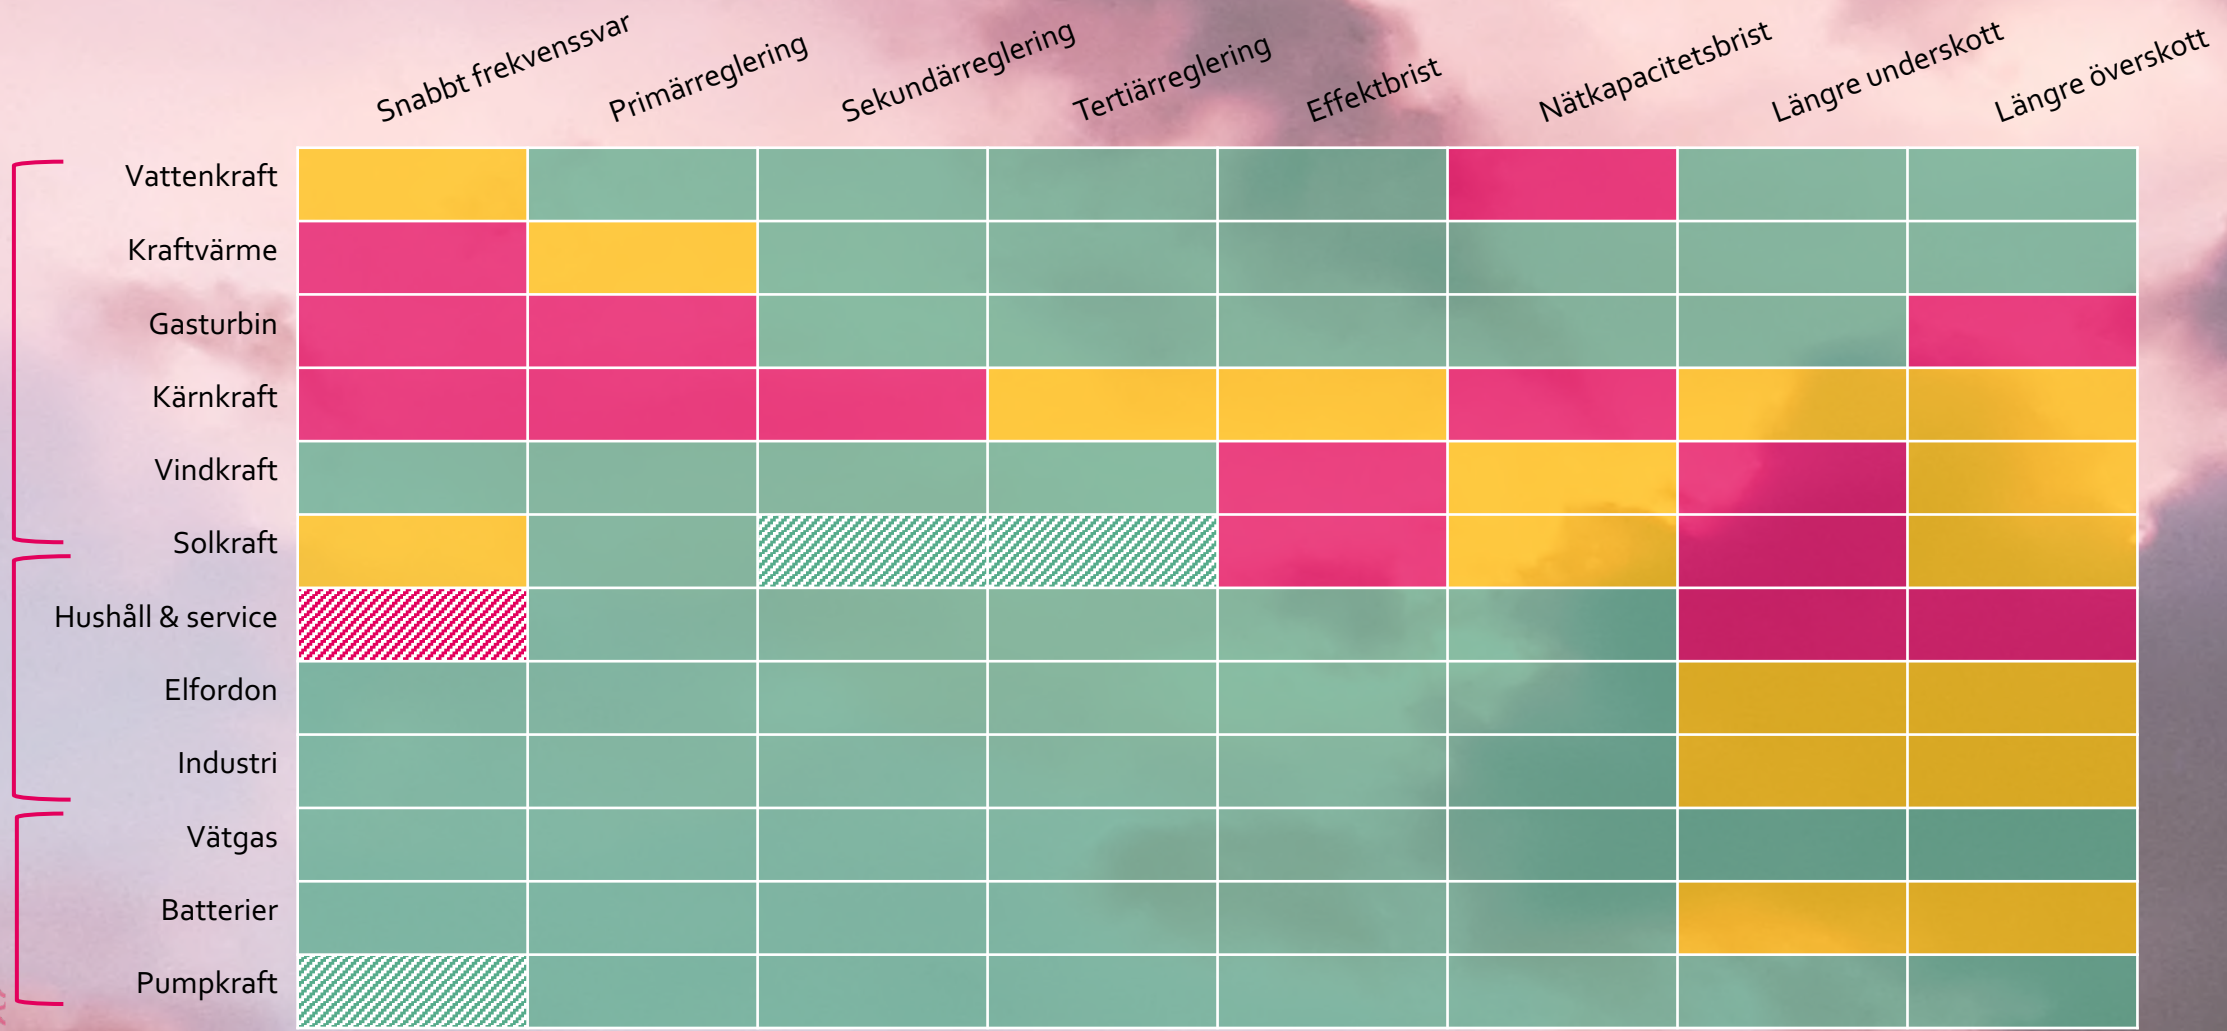 Snabbt frekvenssvar
Primärreglering
Sekundärreglering
Tertiärreglering
Effektbrist
Nätkapacitetsbrist
Längre underskott
Längre överskott
Vattenkraft
Kraftvärme
Gasturbin
Kärnkraft
Vindkraft
Solkraft
Hushåll & service
Elfordon
Industri
Vätgas
Batterier
Pumpkraft